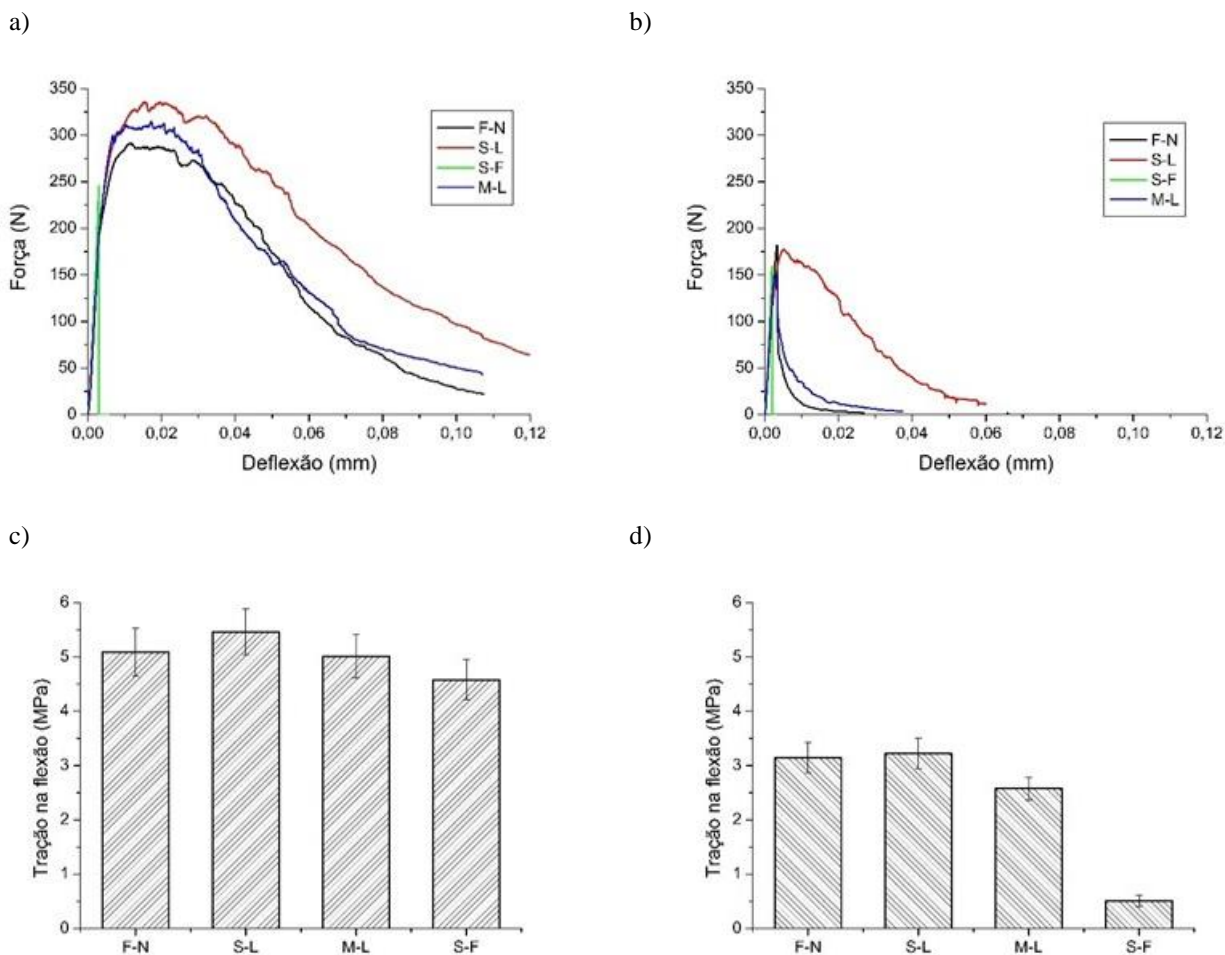 a)
b)
350
300
250
200
150
100
50
0
Força (N)
F-N
S-L
S-F
M-L
0,00 0,02 0,04 0,06 0,08 0,10 0,12
Deflexão (mm)
350
300
250
200
150
100
50
0
Força (N)
F-N
S-L
S-F
M-L
0,00 0,02 0,04 0,06 0,08 0,10 0,12
Deflexão (mm)
c)
d)
6
5
4
3
2
1
0
Tração na flexão (MPa)
F-N S-L M-L S-F
6
5
4
3
2
1
0
Tração na flexão (MPa)
F-N S-L M-L S-F